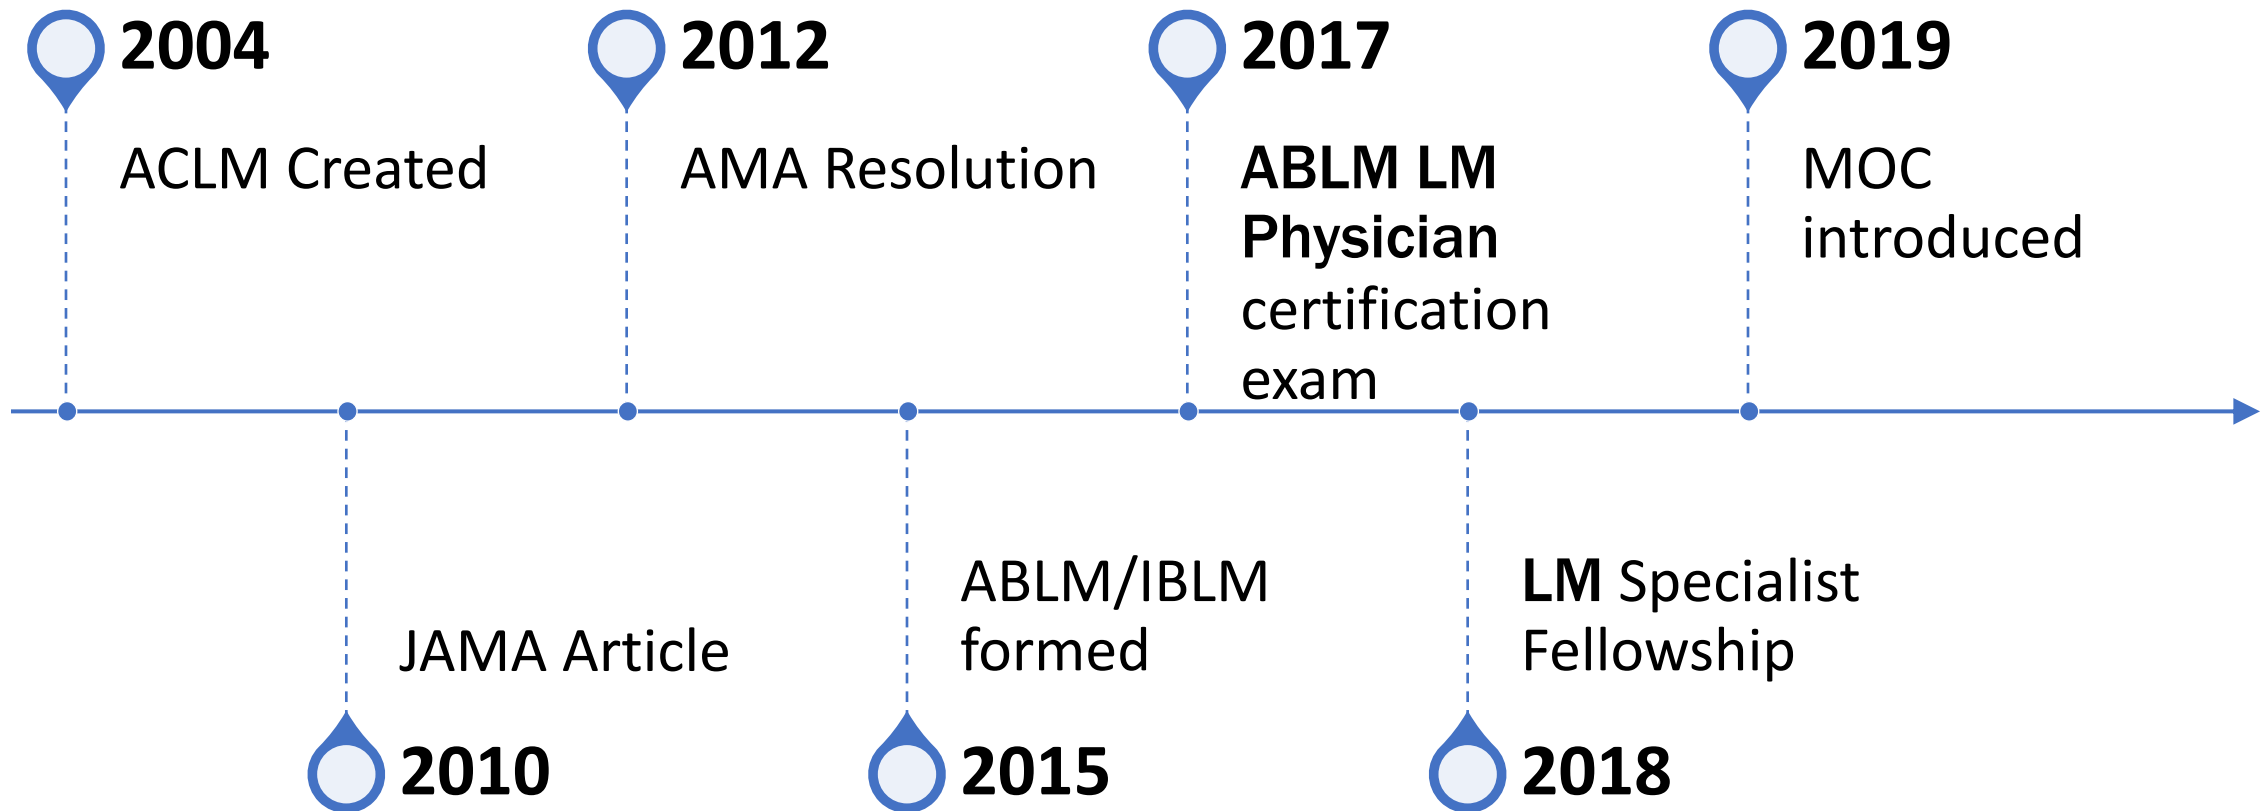 2004
ACLM Created
2010
JAMA Article
2012
AMA Resolution
2015
ABLM/IBLM
formed
2017
ABLM LM
Physician
certification
exam
2018
LM Specialist
Fellowship
2019
MOC
introduced